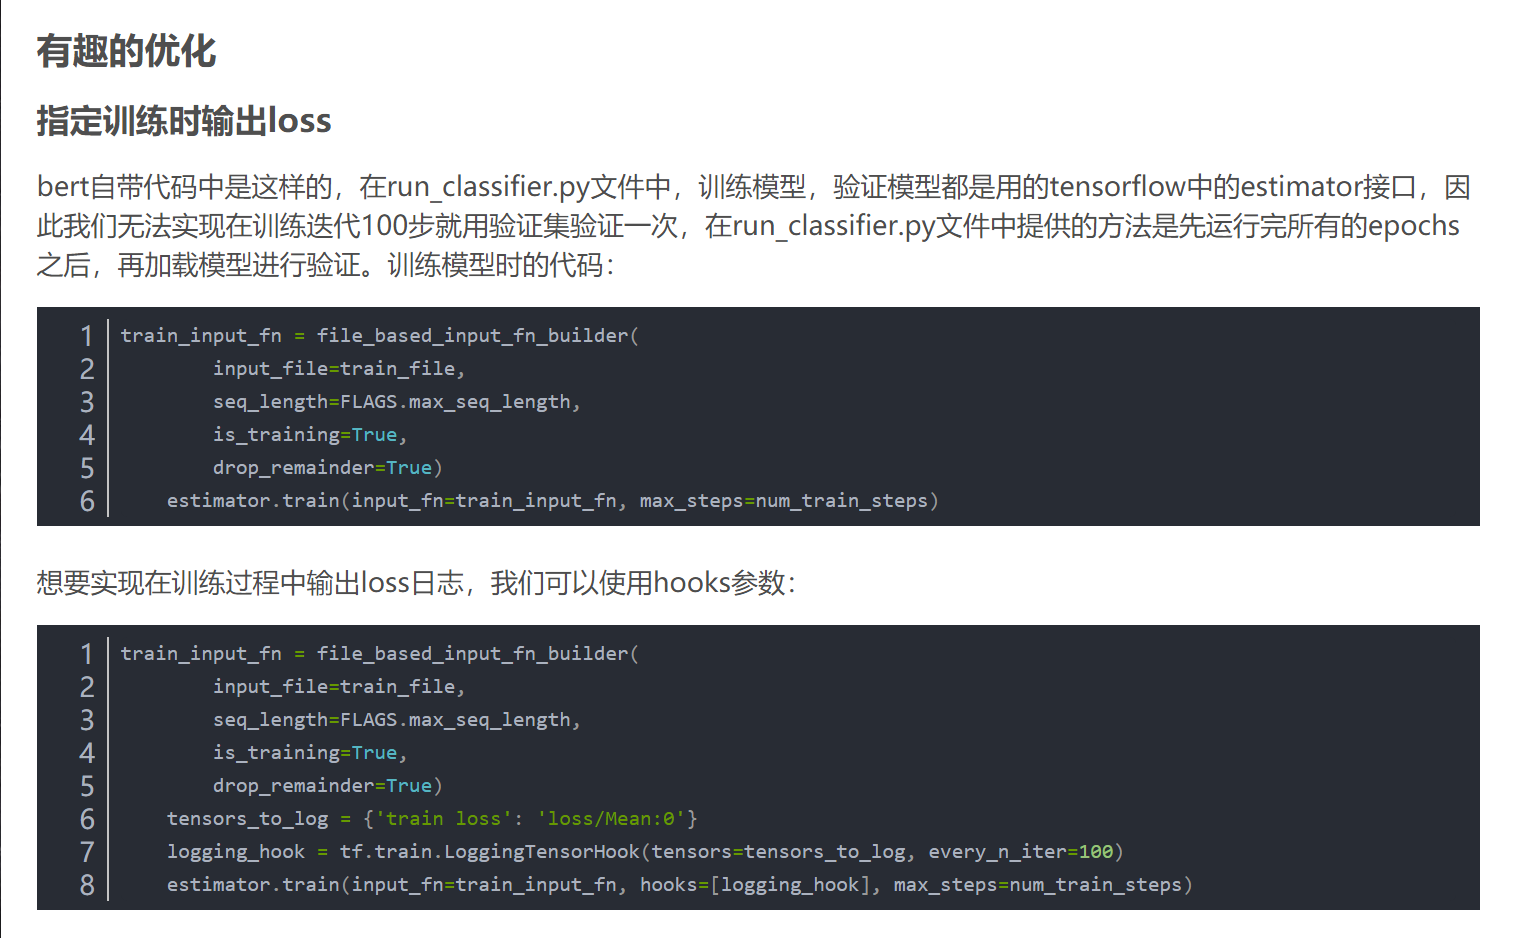 有趣的优化
指定训练时输出loss
bert自带代码中是这样的，在run_classifier.py文件中，训练模型，验证模型都是用的tensorflow中的estimator接口，因
此我们无法实现在训练迭代100步就用验证集验证一次，在run_classifier.py文件中提供的方法是先运行完所有的epochs
之后，再加载模型进行验证。训练模型时的代码：
1 train_input_fn = file_based_input_fn_builder(
2         input_file=train_file,
3         seq_length=FLAGS.max_seq_length,
4         is_training=True,
5         drop_remainder=True)
6     estimator.train(input_fn=train_input_fn, max_steps=num_train_steps)
想要实现在训练过程中输出loss日志，我们可以使用hooks参数：
1 train_input_fn = file_based_input_fn_builder(
2         input_file=train_file,
3         seq_length=FLAGS.max_seq_length,
4         is_training=True,
5         drop_remainder=True)
6     tensors_to_log = {'train loss': 'loss/Mean:0'}
7     logging_hook = tf.train.LoggingTensorHook(tensors=tensors_to_log, every_n_iter=100)
8     estimator.train(input_fn=train_input_fn, hooks=[logging_hook], max_steps=num_train_steps)